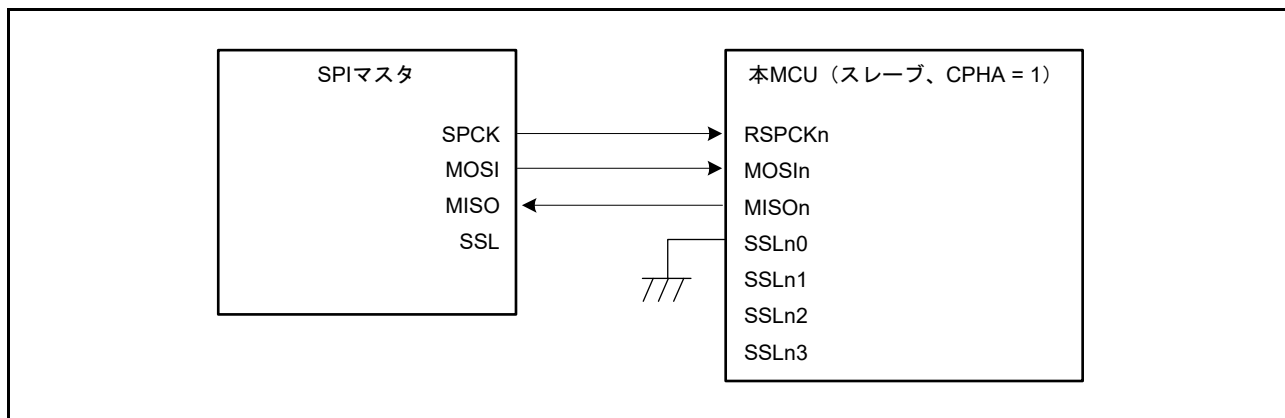 SPIマスタ
SPCK
MOSI
MISO
SSL
本MCU（スレーブ、CPHA = 1）
RSPCKn
MOSIn
MISOn
SSLn0
SSLn1
SSLn2
SSLn3